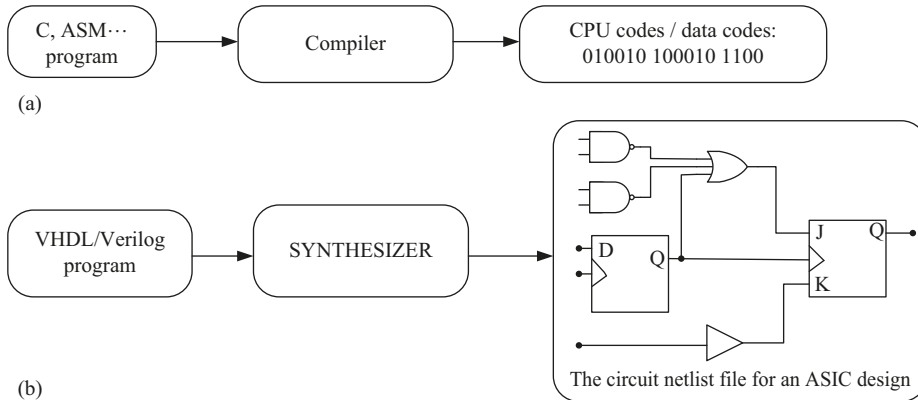 C, ASM⋯
program
Compiler
CPU codes / data codes:
010010 100010 1100
(a)
VHDL/Verilog
program
SYNTHESIZER
D
Q
J
Q
K
The circuit netlist file for an ASIC design
(b)